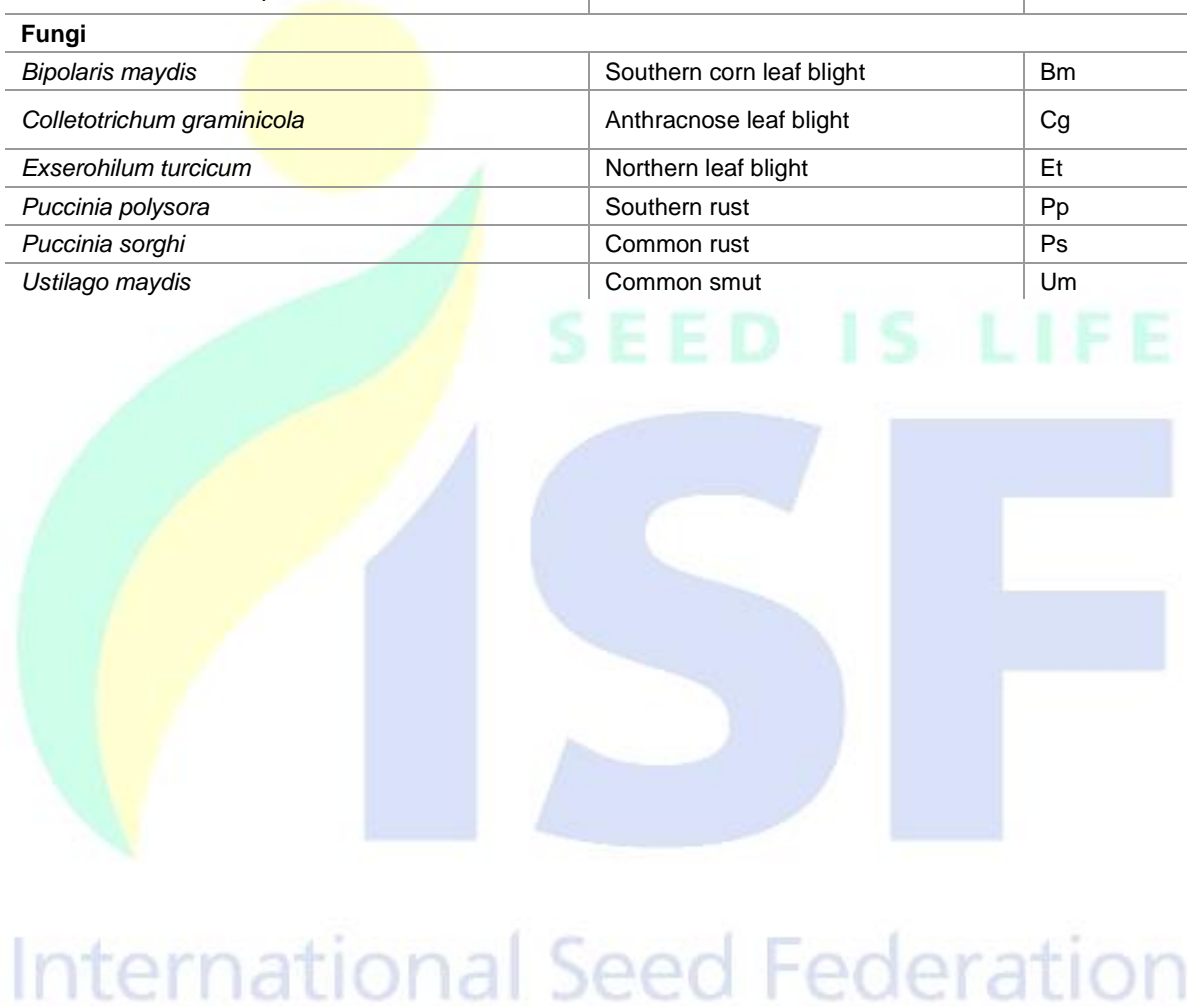 Fungi
Bipolaris maydis Southern corn leaf blight Bm
Colletotrichum graminicola Anthracnose leaf blight Cg
Exserohilum turcicum Northern leaf blight Et
Puccinia polysora Southern rust Pp
Puccinia sorghi Common rust Ps
Ustilago maydis Common smut Um
SEED IS LIFE
ISF
International Seed Federation